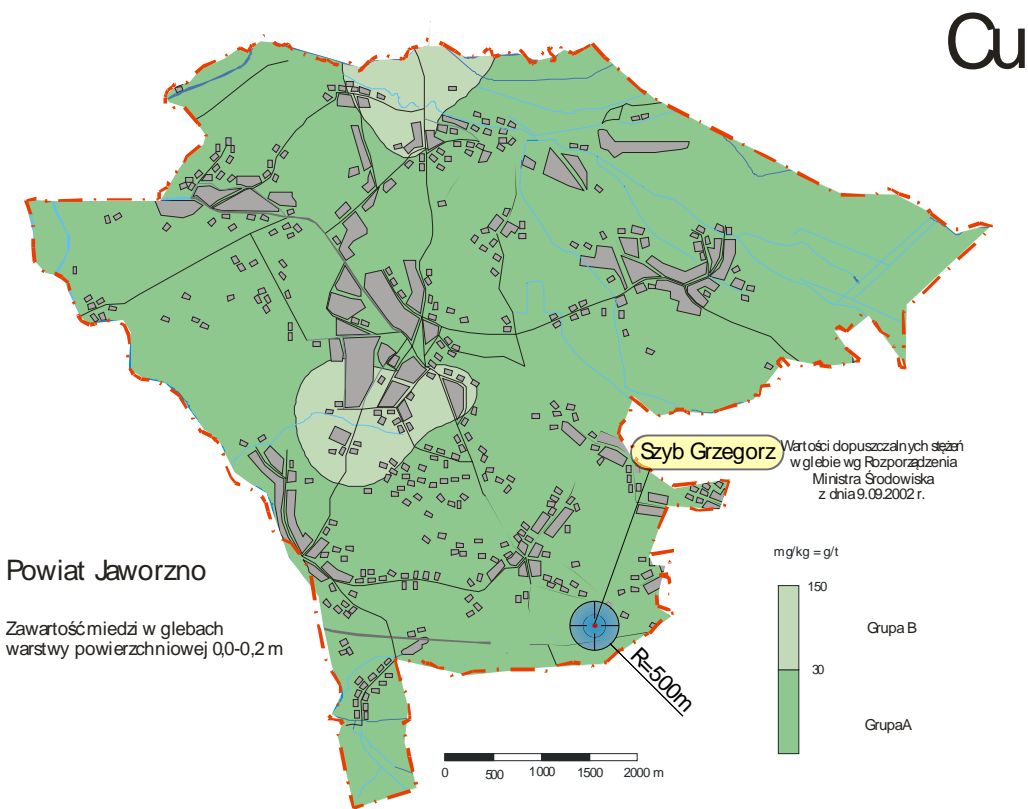 Cu
Szyb Grzegorz
Wartości dopuszczalnych stężeń
w glebie wg Rozporządzenia
Ministra Środowiska
z dnia 9.09.2002 r.
mg/kg = g/t
150
Grupa B
30
Grupa A
Powiat Jaworzno
Zawartość miedzi w glebach
warstwy powierzchniowej 0,0-0,2 m
R=500m
0 500 1000 1500 2000 m